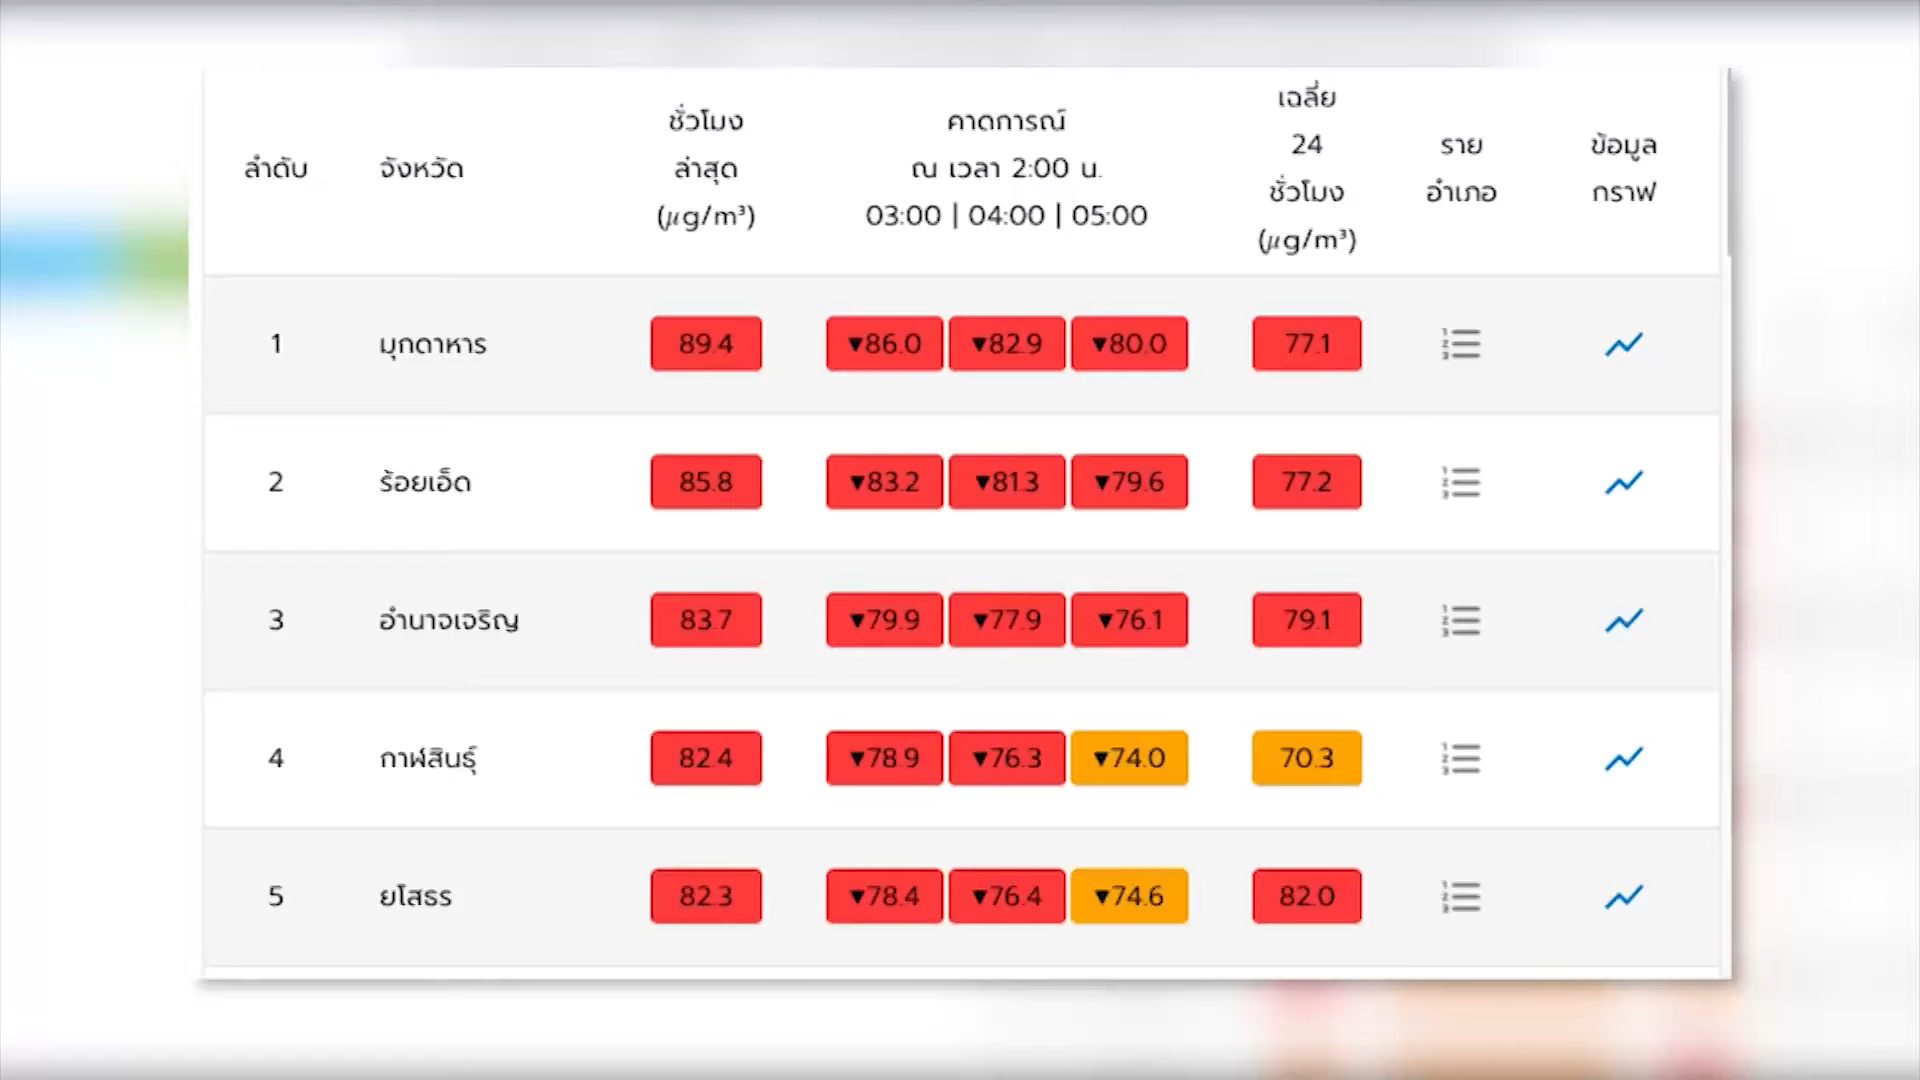 ลำดับ จังหวัด ชั่วโมง ล่าสุด (μg/m³) คาดการณ์ ณ เวลา 2:00 น. 03:00 | 04:00 | 05:00 เฉลี่ย 24 ชั่วโมง (μg/m³) ราย อำเภอ ข้อมูล กราฟ
1 มุกดาหาร 89.4 ▼86.0 ▼82.9 ▼80.0 77.1
2 ร้อยเอ็ด 85.8 ▼83.2 ▼81.3 ▼79.6 77.2
3 อำนาจเจริญ 83.7 ▼79.9 ▼77.9 ▼76.1 79.1
4 กาฬสินธุ์ 82.4 ▼78.9 ▼76.3 ▼74.0 70.3
5 ยโสธร 82.3 ▼78.4 ▼76.4 ▼74.6 82.0